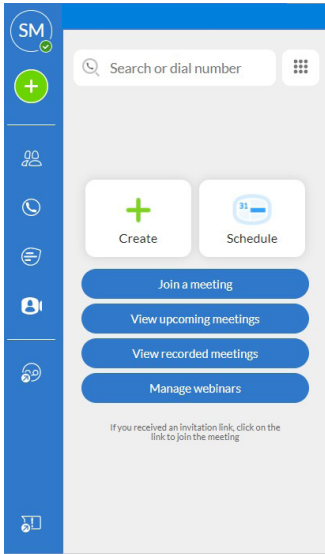 SM
Search or dial number
31
Create
Schedule
Join a meeting
View upcoming meetings
View recorded meetings
Manage webinars
If you received an invitation link, click on the
link to join the meeting